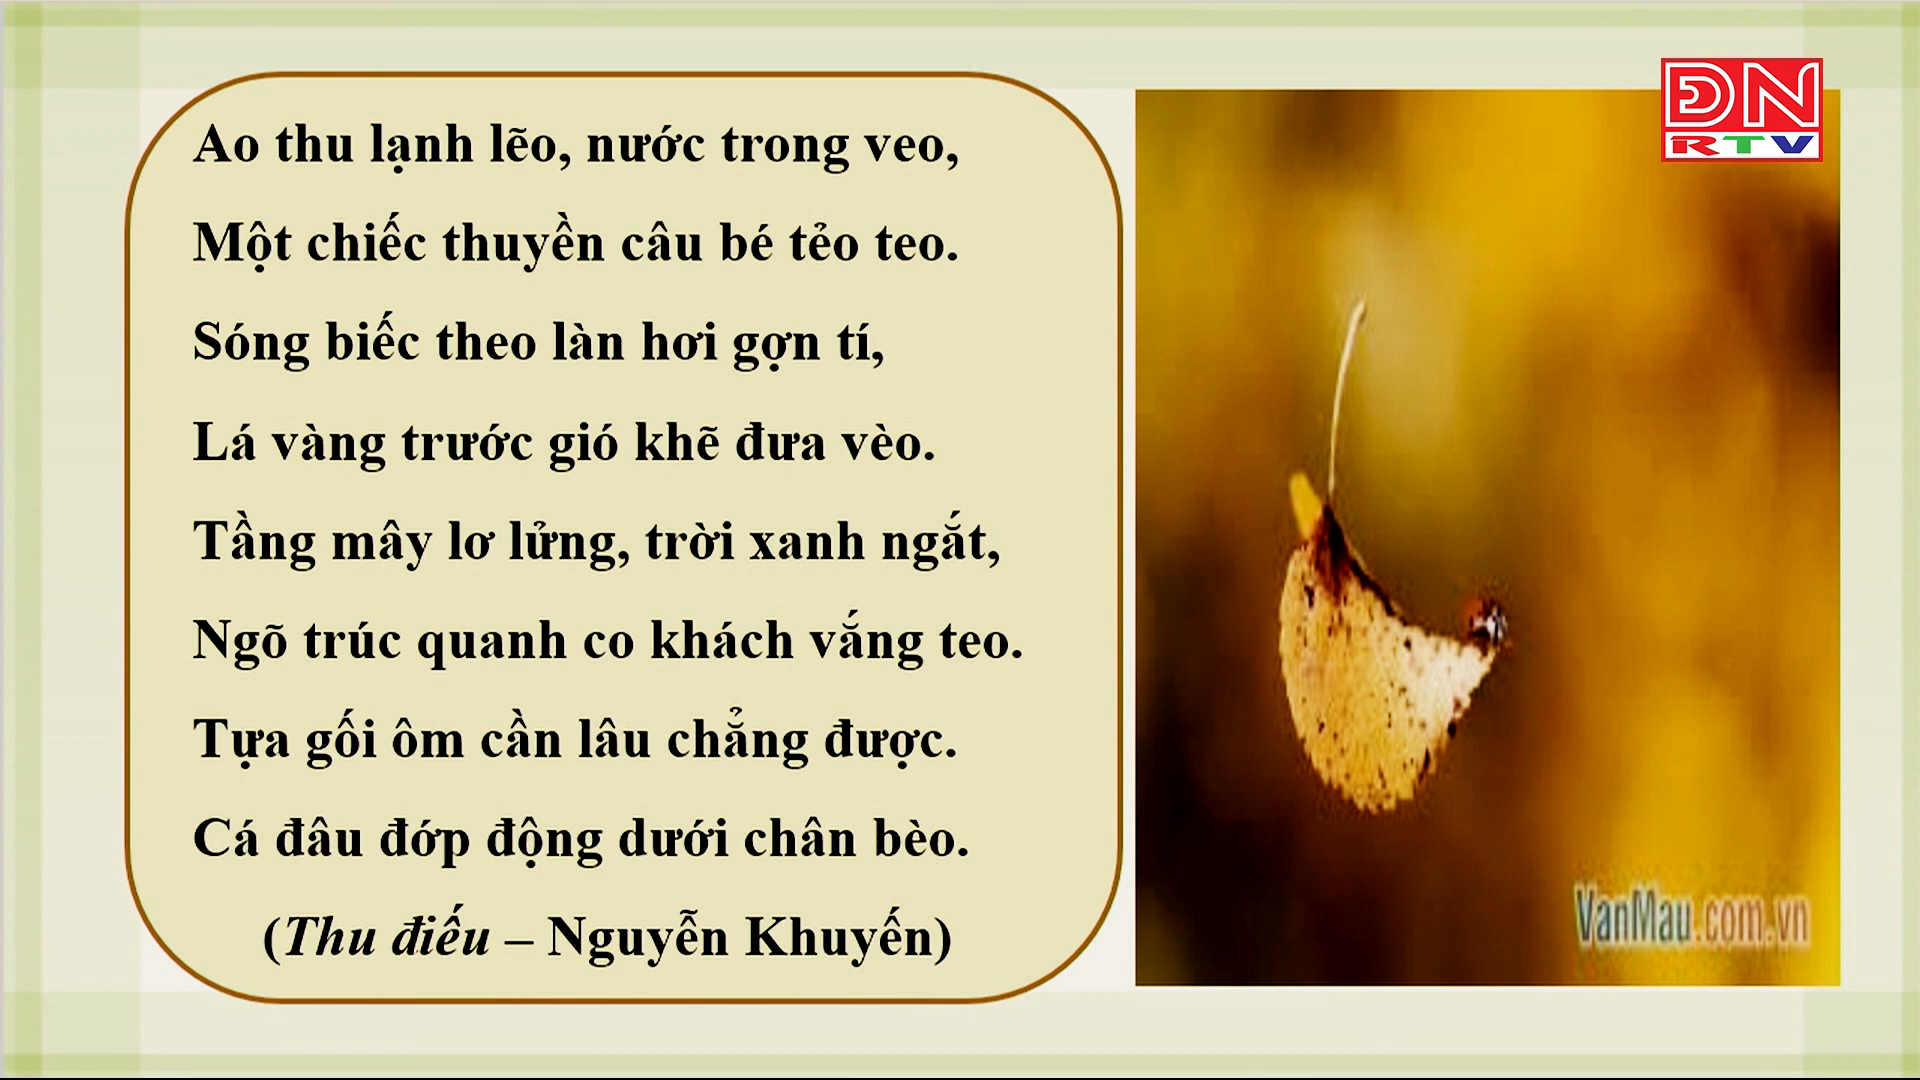 Ao thu lạnh lẽo, nước trong veo,
Một chiếc thuyền câu bé tẻo teo.
Sóng biếc theo làn hơi gợn tí,
Lá vàng trước gió khẽ đưa vèo.
Tầng mây lơ lửng, trời xanh ngắt,
Ngõ trúc quanh co khách vắng teo.
Tựa gối ôm cần lâu chẳng được.
Cá đâu đớp động dưới chân bèo.
(Thu điếu – Nguyễn Khuyến)
ĐN
RTV
VanMau.com.vn